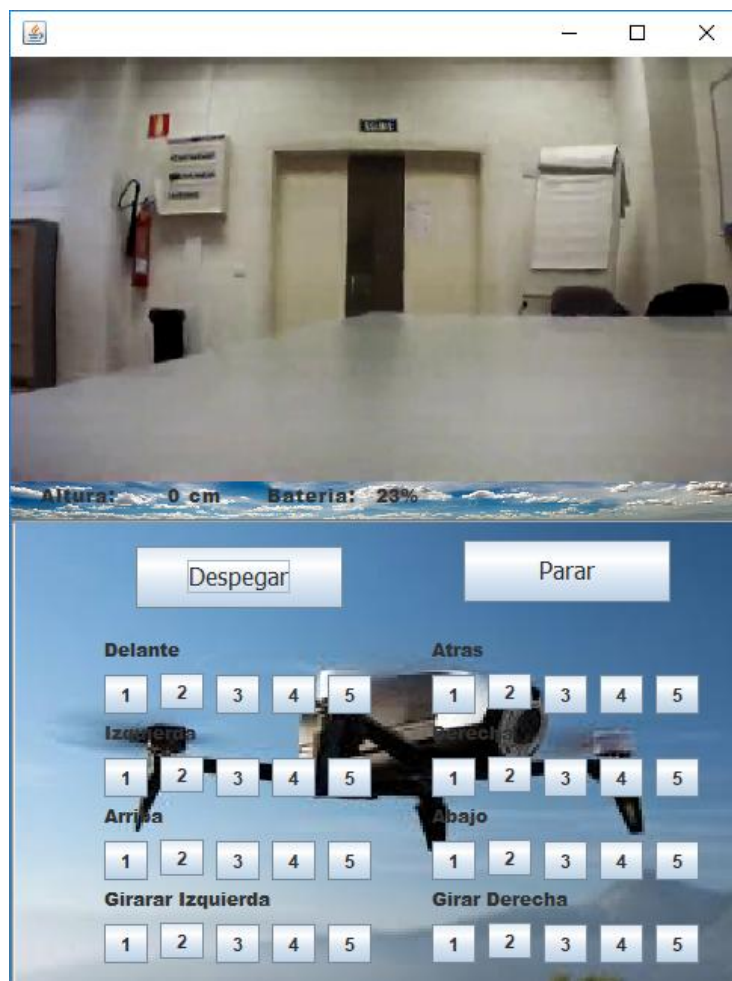 Altura: 0 cm Bateria: 23%
Despegar Parar
Delante Atras
1 2 3 4 5 1 2 3 4 5
Izquierda Derecha
1 2 3 4 5 1 2 3 4 5
Arriba Abajo
1 2 3 4 5 1 2 3 4 5
Girarar Izquierda Girar Derecha
1 2 3 4 5 1 2 3 4 5